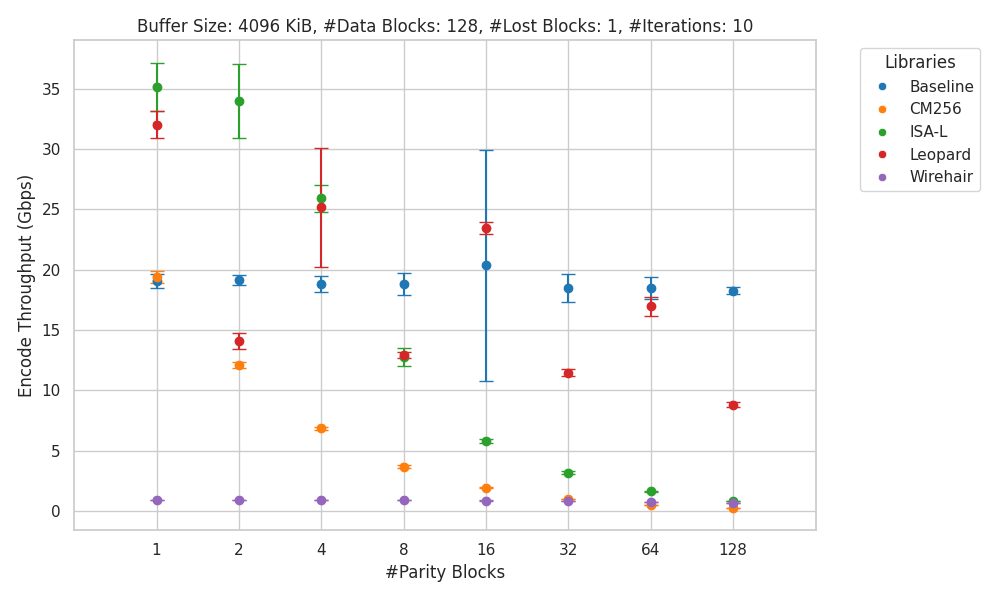 Buffer Size: 4096 KiB, #Data Blocks: 128, #Lost Blocks: 1, #Iterations: 10
Encode Throughput (Gbps)
35
30
25
20
15
10
5
0
1 2 4 8 16 32 64 128
#Parity Blocks
Libraries
Baseline
CM256
ISA-L
Leopard
Wirehair